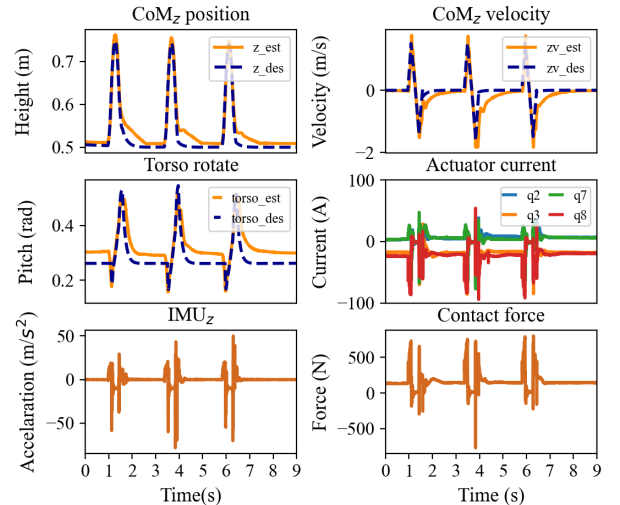 CoM_z position
CoM_z velocity
Height (m)
0.7
0.6
0.5
z_est
z_des
Velocity (m/s)
0
−2
zv_est
zv_des
Torso rotate
Actuator current
Pitch (rad)
0.4
0.2
torso_est
torso_des
Current (A)
100
0
−100
q2
q3
q7
q8
IMU_z
Contact force
Accelaration (m/s²)
50
0
−50
Force (N)
500
0
−500
0 1 2 3 4 5 6 7 8 9
0 1 2 3 4 5 6 7 8 9
Time(s)
Time (s)